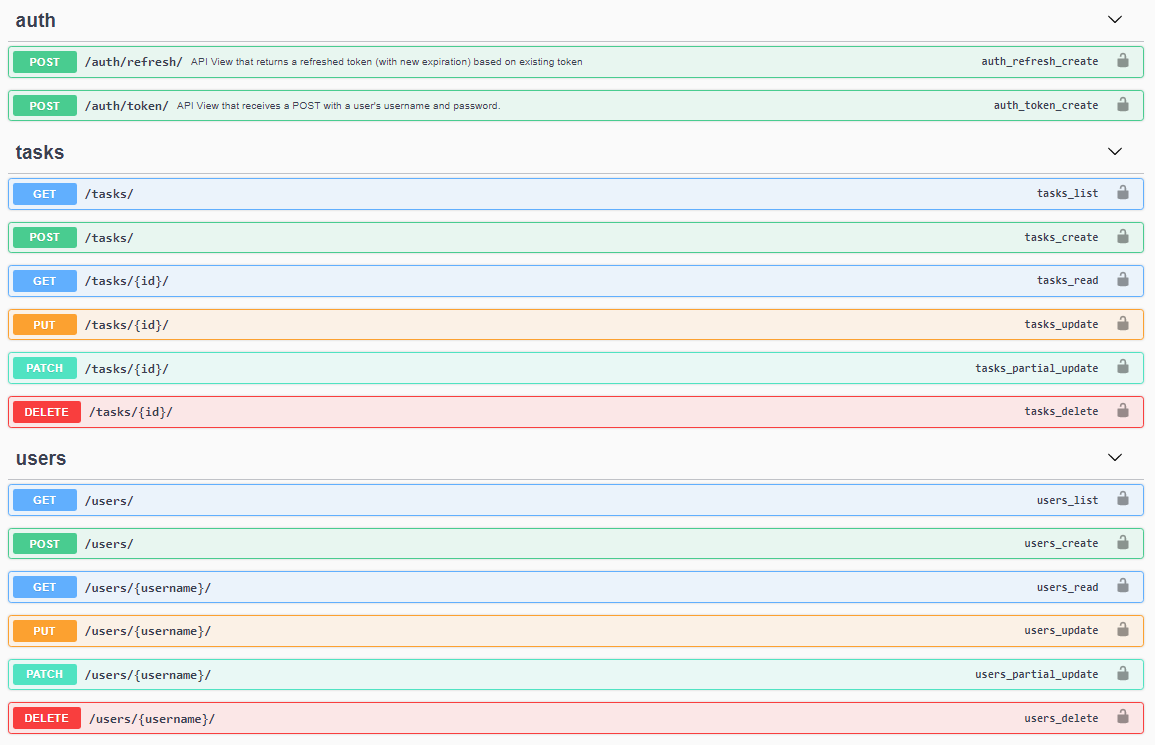 auth
POST /auth/refresh/ API View that returns a refreshed token (with new expiration) based on existing token auth_refresh_create
POST /auth/token/ API View that receives a POST with a user's username and password. auth_token_create
tasks
GET /tasks/ tasks_list
POST /tasks/ tasks_create
GET /tasks/{id}/ tasks_read
PUT /tasks/{id}/ tasks_update
PATCH /tasks/{id}/ tasks_partial_update
DELETE /tasks/{id}/ tasks_delete
users
GET /users/ users_list
POST /users/ users_create
GET /users/{username}/ users_read
PUT /users/{username}/ users_update
PATCH /users/{username}/ users_partial_update
DELETE /users/{username}/ users_delete